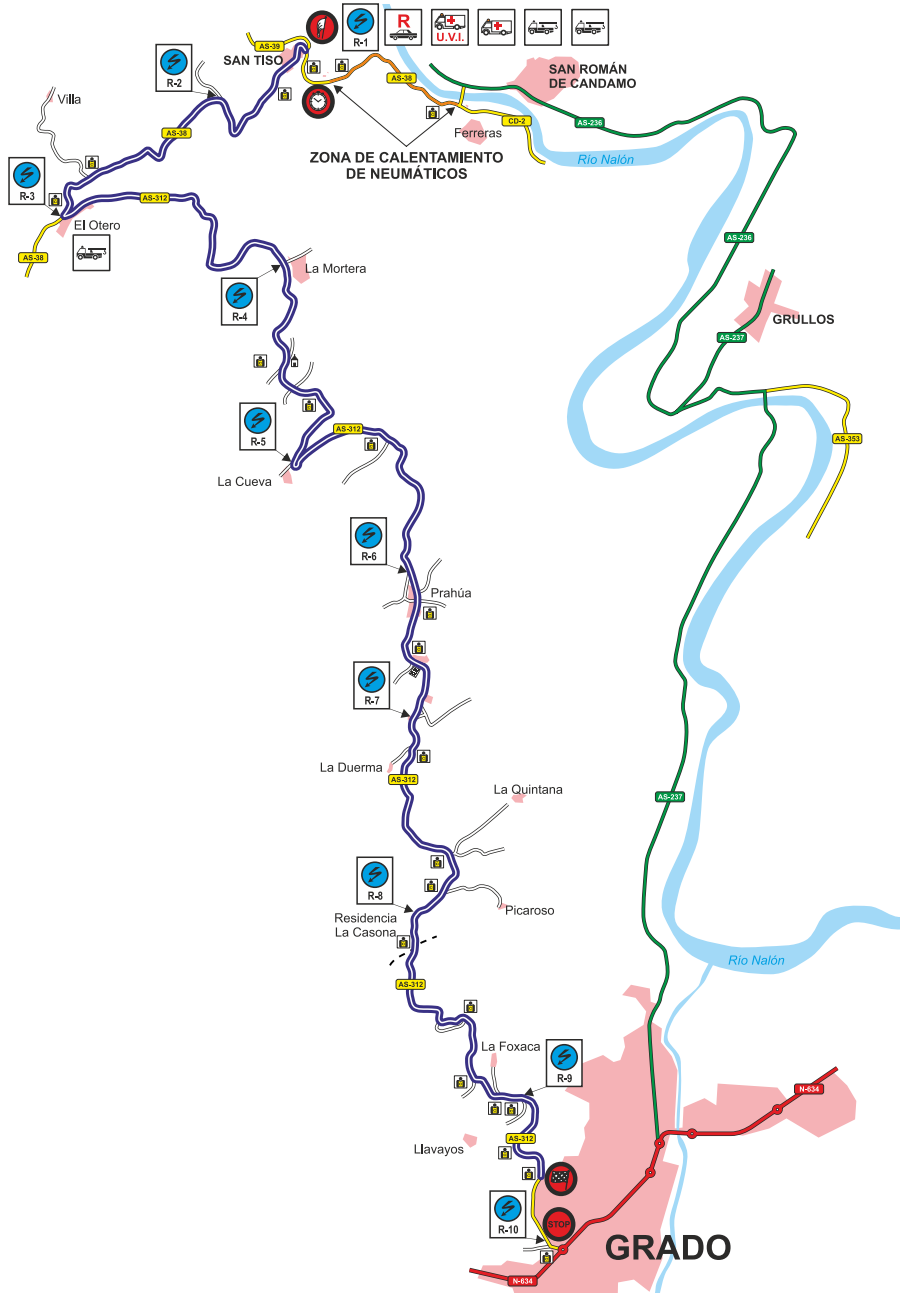 AS-39
R-1
R
U.V.I.
SAN TISO
R-2
AS-38
SAN ROMÁN
DE CANDAMO
Villa
AS-38
CD-2
AS-236
Ferreras
ZONA DE CALENTAMIENTO
DE NEUMÁTICOS
Río Nalón
R-3
AS-312
El Otero
AS-38
AS-236
La Mortera
R-4
GRULLOS
AS-237
R-5
AS-312
AS-353
La Cueva
R-6
Prahúa
R-7
La Duerma
AS-312
La Quintana
AS-237
R-8
Picaroso
Residencia
La Casona
Río Nalón
AS-312
La Foxaca
R-9
N-634
AS-312
Llavayos
R-10
STOP
GRADO
N-634